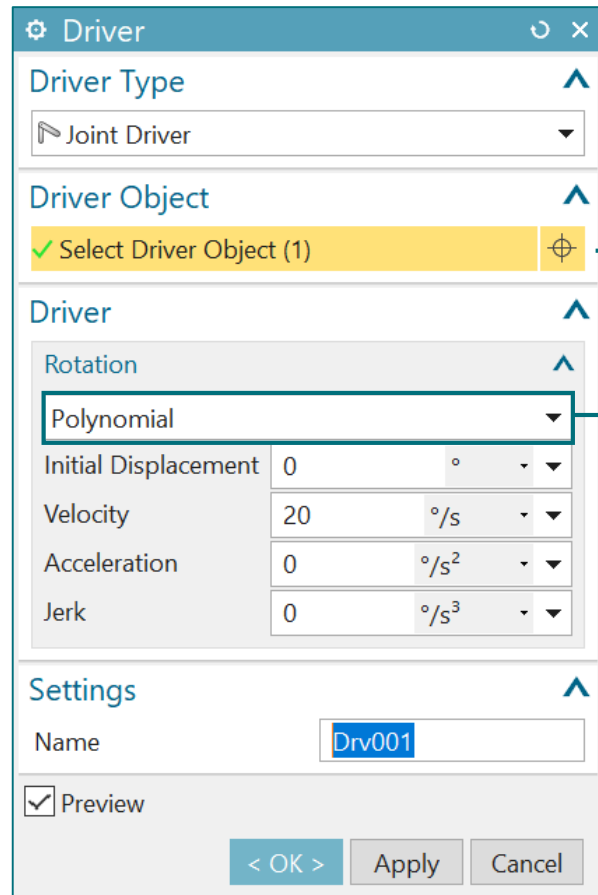 Driver
Driver Type
Joint Driver
Driver Object
Select Driver Object (1)
Driver
Rotation
Polynomial
Initial Displacement 0 °
Velocity 20 °/s
Acceleration 0 °/s²
Jerk 0 °/s³
Settings
Name Drv001
Preview
< OK > Apply Cancel